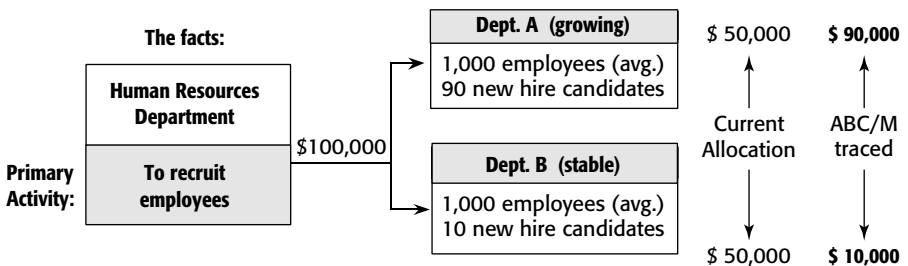 The facts:
Human Resources
Department
Primary
Activity:
To recruit
employees
$100,000
Dept. A (growing)
1,000 employees (avg.)
90 new hire candidates
Dept. B (stable)
1,000 employees (avg.)
10 new hire candidates
$ 50,000
Current
Allocation
$ 50,000
$ 90,000
ABC/M
traced
$ 10,000